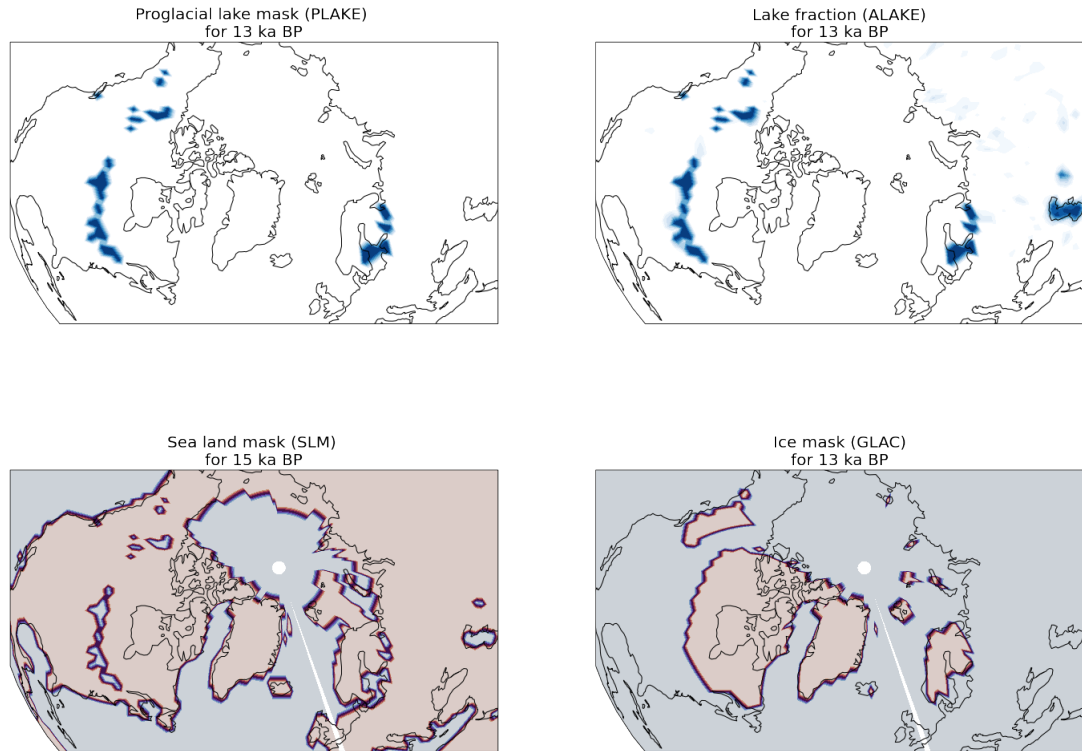 Proglacial lake mask (PLAKE)
for 13 ka BP
Lake fraction (ALAKE)
for 13 ka BP
Sea land mask (SLM)
for 15 ka BP
Ice mask (GLAC)
for 13 ka BP